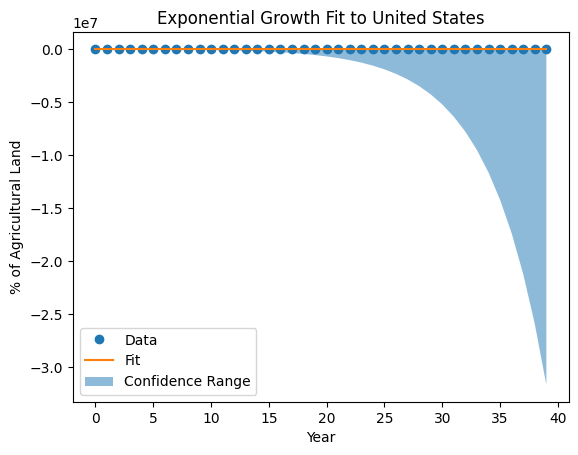 Exponential Growth Fit to United States
1e7
0.0
−0.5
−1.0
−1.5
−2.0
−2.5
−3.0
% of Agricultural Land
Data
Fit
Confidence Range
0 5 10 15 20 25 30 35 40
Year